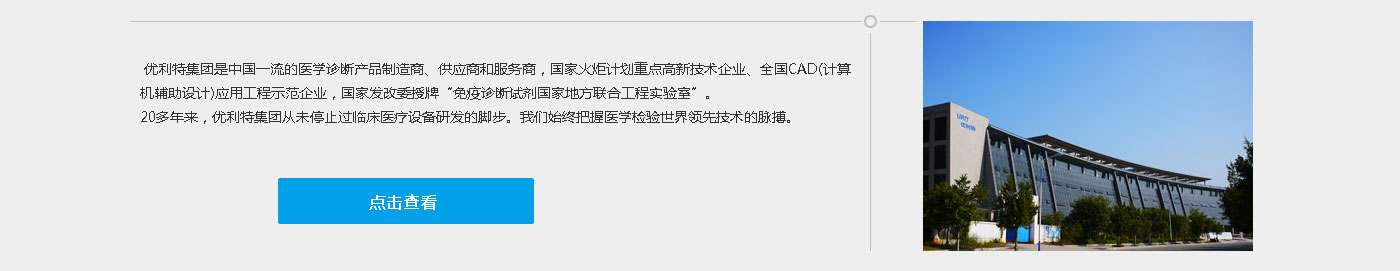 优利特集团是中国一流的医学诊断产品制造商、供应商和服务商，国家火炬计划重点高新技术企业、全国CAD(计算
机辅助设计)应用工程示范企业，国家发改委授牌“免疫诊断试剂国家地方联合工程实验室”。
20多年来，优利特集团从未停止过临床医疗设备研发的脚步。我们始终把握医学检验世界领先技术的脉搏。
点击查看